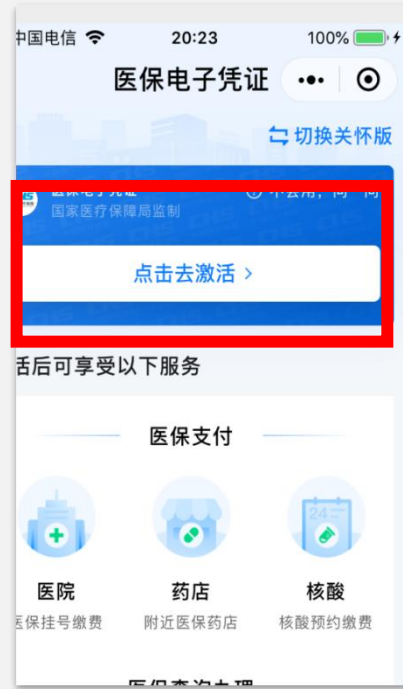 中国电信 20:23 100%
医保电子凭证
切换关怀版
国家医疗保障局监制
点击去激活 >
活后可享受以下服务
医保支付
24
医院 药店 核酸
医保挂号缴费 附近医保药店 核酸预约缴费